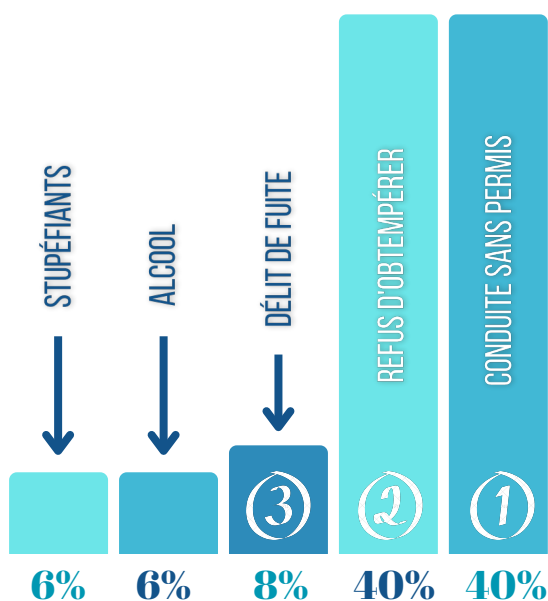 STUPÉFIANTS
ALCOOL
DÉLIT DE FUITE
REFUS D'OBTEMPÉRER
CONDUITE SANS PERMIS
3
2
1
6%
6%
8%
40%
40%